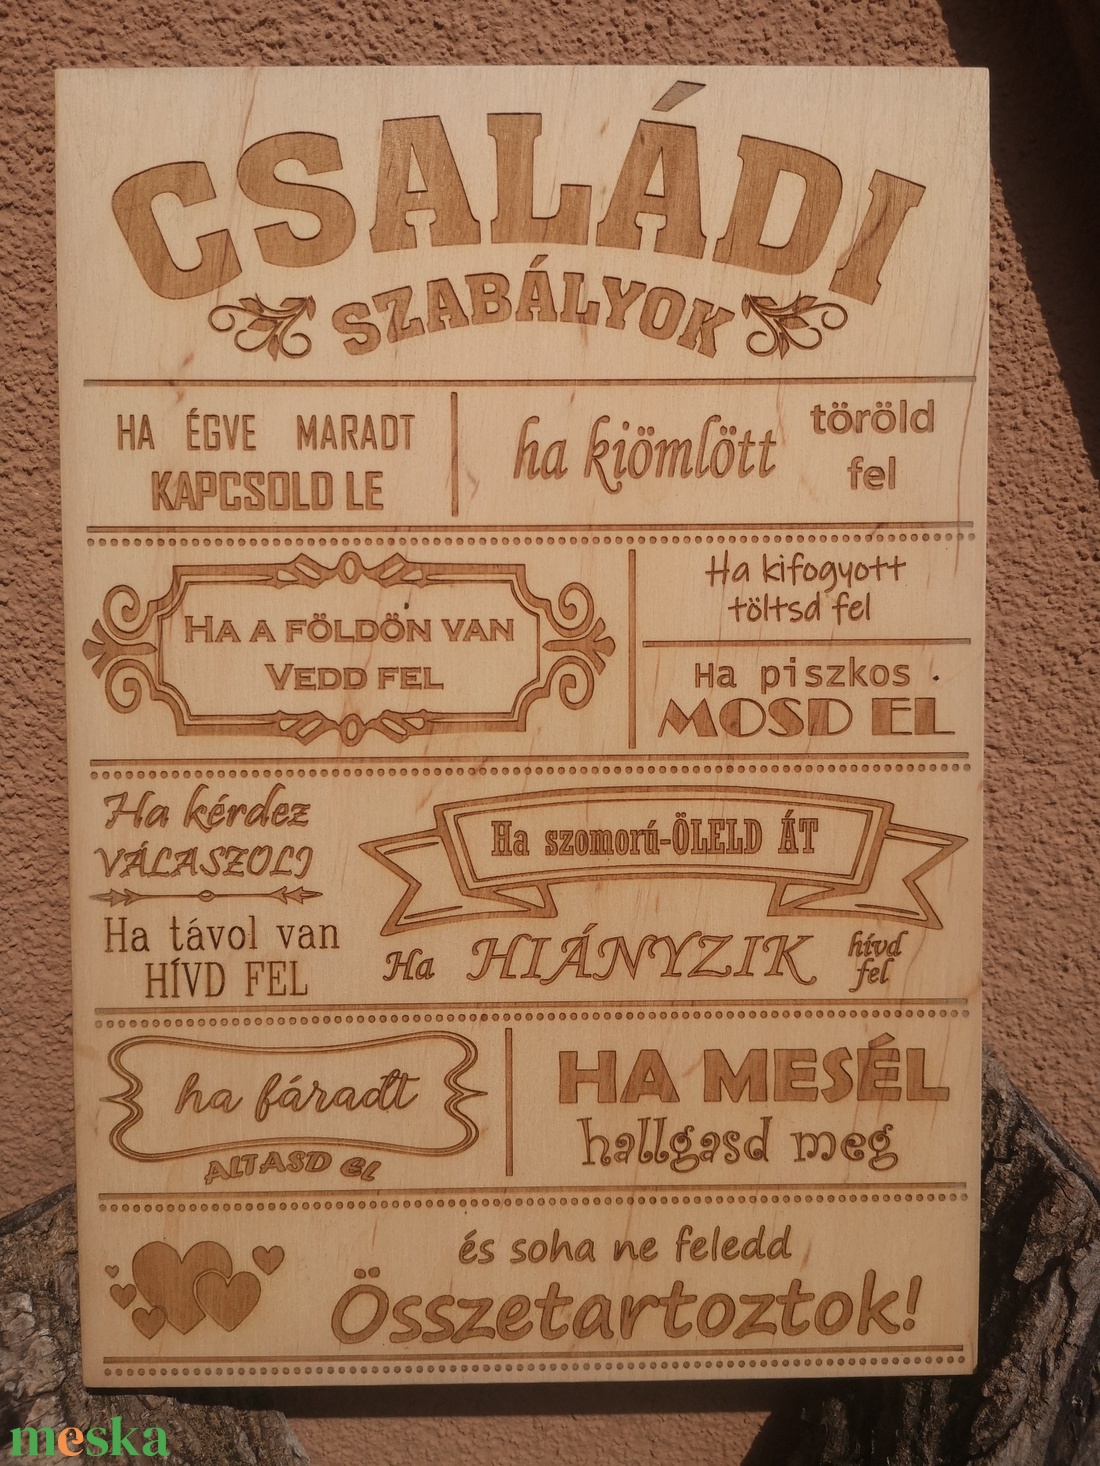 CSALÁDI
SZABÁLYOK
HA ÉGVE MARADT
KAPCSOLD LE
ha kiömlött
töröld
fel
HA A FÖLDÖN VAN
VEDD FEL
Ha kifogyott
töltsd fel
Ha piszkos
MOSD EL
Ha kérdez
VÁLASZOLJ
Ha távol van
HÍVD FEL
Ha szomorú-ÖLELD ÁT
Ha HIÁNYZIK
hívd
fel
ha fáradt
ALTASD EL
HA MESÉL
hallgasd meg
és soha ne feledd
Összetartoztok!
meska